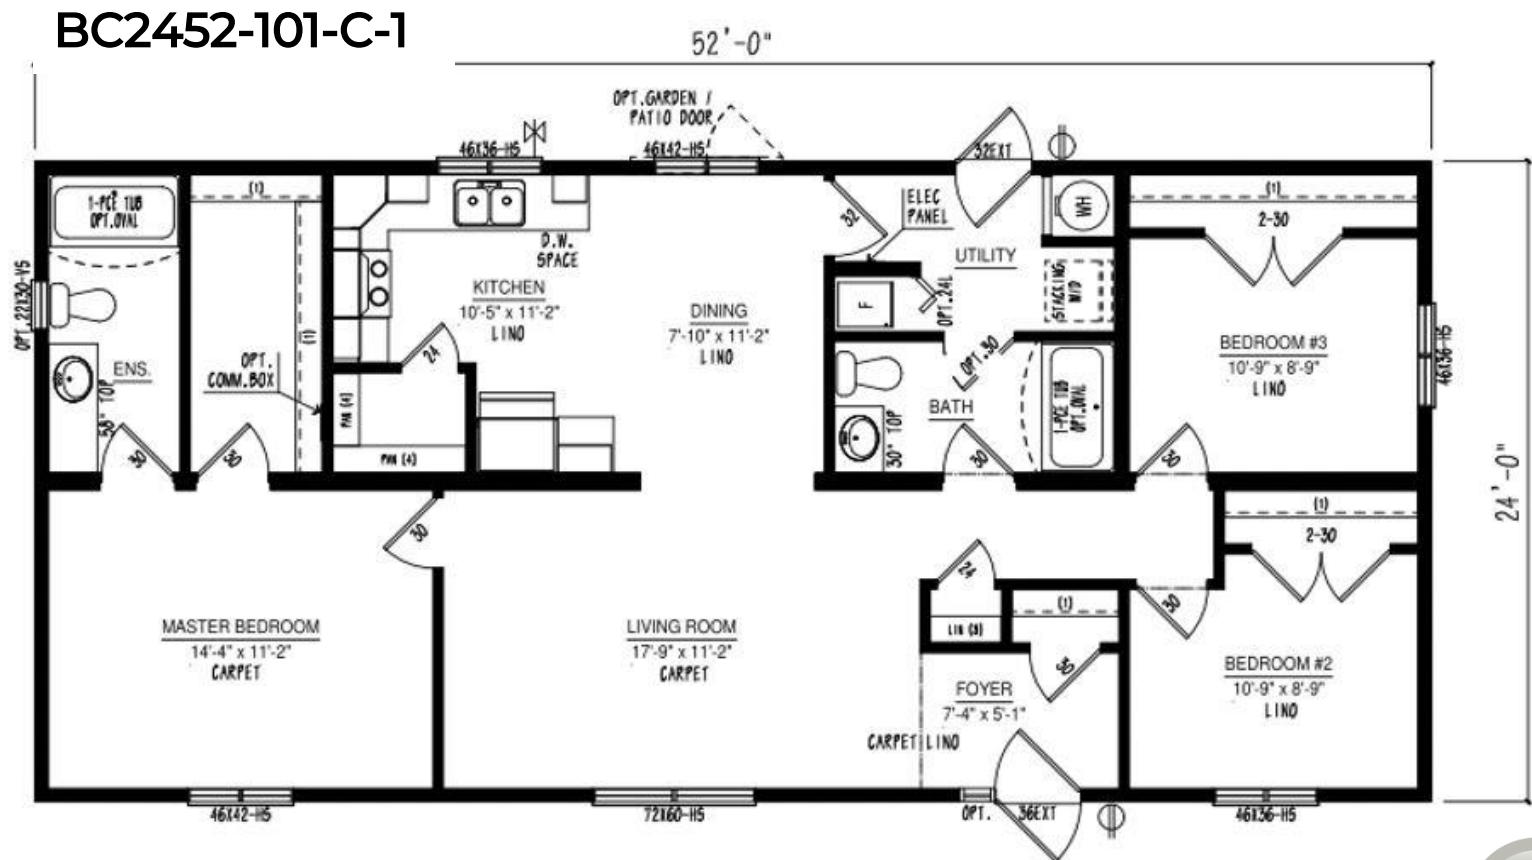 BC2452-101-C-1
52'-0"
OPT.GARDEN /
PATIO DOOR
46X36-HS
46X42-HS
32EXT
1-PCE TUB
OPT.OVAL
(1)
D.W.
SPACE
32
ELEC
PANEL
WH
(1)
2-30
UTILITY
OPT.22X30-VS
KITCHEN
10'-5" x 11'-2"
LINO
DINING
7'-10" x 11'-2"
LINO
F
OPT.24L
STACKING
W/D
(1)
BEDROOM #3
10'-9" x 8'-9"
LINO
46X36-HS
ENS.
58" TOP
OPT.
COMM.BOX
24
PAN (4)
PAN (4)
OPT.30
BATH
30" TOP
1-PCE TUB
OPT.OVAL
30
30
30
30
24'-0"
30
(1)
2-30
24
LIN (3)
(1)
30
30
MASTER BEDROOM
14'-4" x 11'-2"
CARPET
LIVING ROOM
17'-9" x 11'-2"
CARPET
FOYER
7'-4" x 5'-1"
CARPET LINO
BEDROOM #2
10'-9" x 8'-9"
LINO
46X42-HS
72X60-HS
OPT.
36EXT
46X36-HS